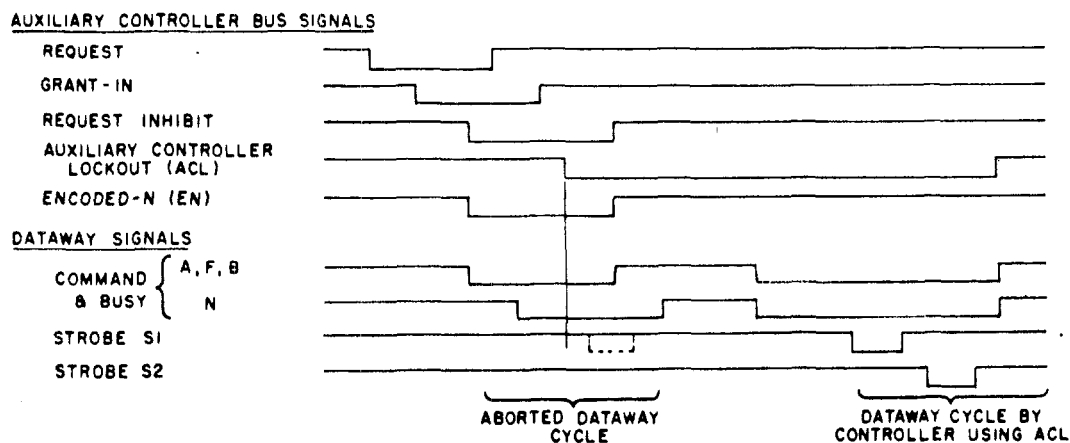 AUXILIARY CONTROLLER BUS SIGNALS
REQUEST
GRANT-IN
REQUEST INHIBIT
AUXILIARY CONTROLLER
LOCKOUT (ACL)
ENCODED-N (EN)
DATAWAY SIGNALS
COMMAND
& BUSY
A, F, B
N
STROBE S1
STROBE S2
ABORTED DATAWAY
CYCLE
DATAWAY CYCLE BY
CONTROLLER USING ACL